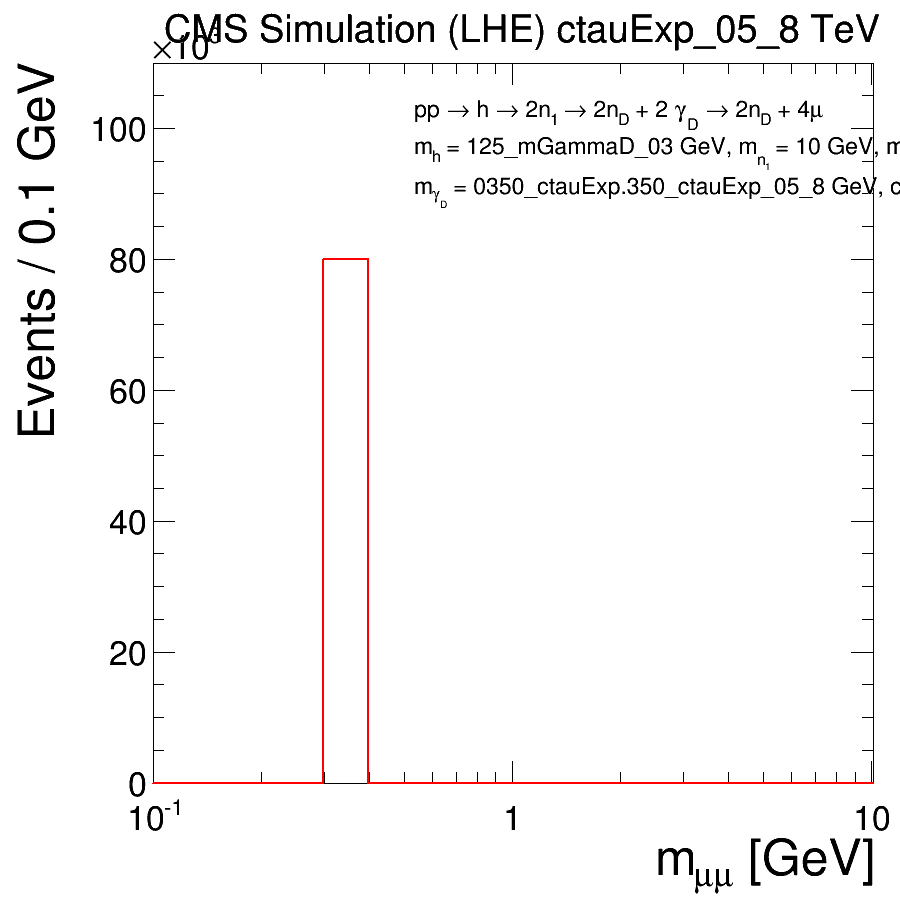 CMS Simulation (LHE) ctauExp_05_8 TeV
×10³
pp → h → 2n₁ → 2n_D + 2 γ_D → 2n_D + 4μ
m_h = 125_mGammaD_03 GeV, m_n₁ = 10 GeV, m
m_γ_D = 0350_ctauExp.350_ctauExp_05_8 GeV, c
Events / 0.1 GeV
100
80
60
40
20
0
10⁻¹ 1 10
m_μμ [GeV]